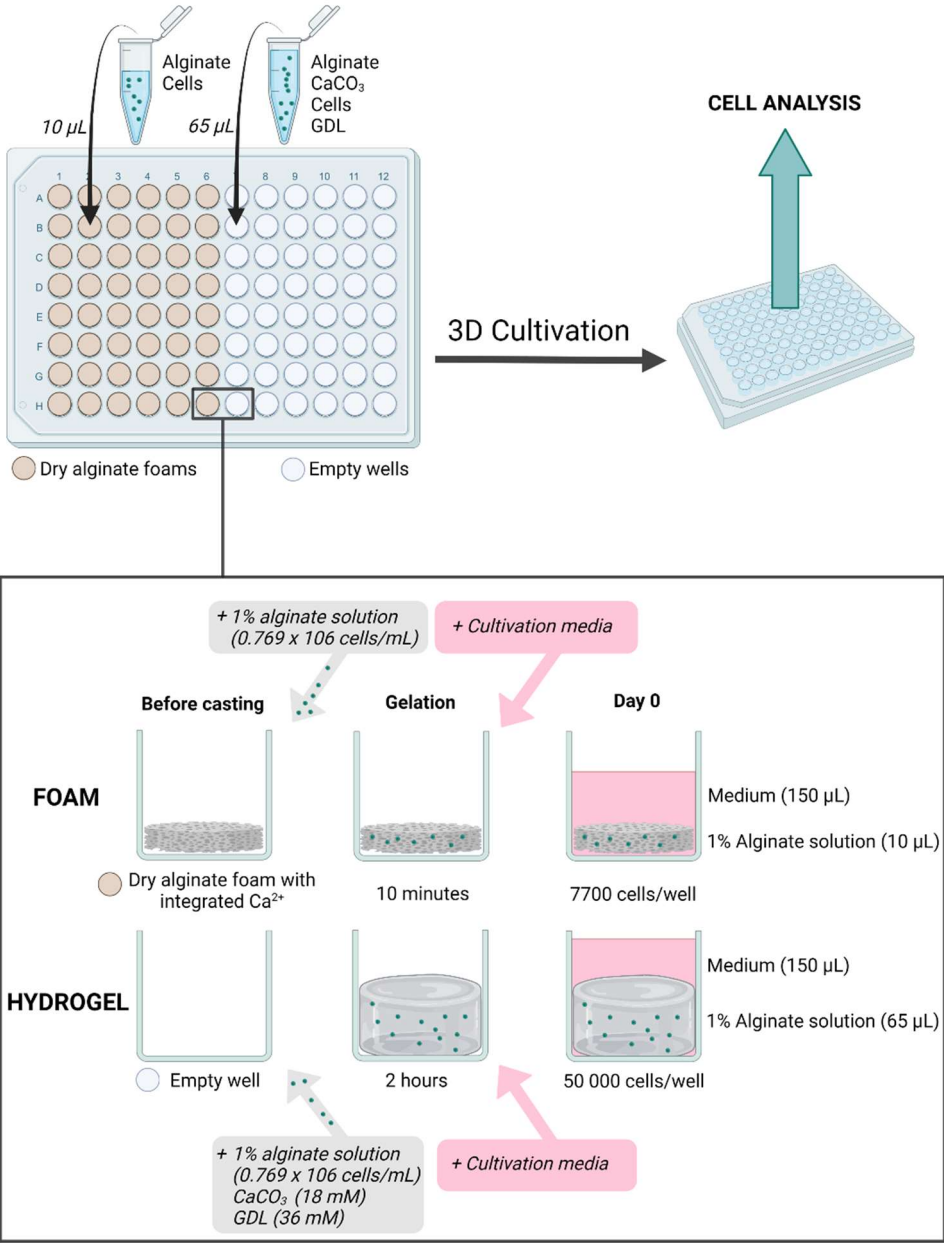 Alginate
Cells
Alginate
CaCO₃
Cells
GDL
10 µL
65 µL
CELL ANALYSIS
1 2 3 4 5 6 7 8 9 10 11 12
A
B
C
D
E
F
G
H
3D Cultivation
Dry alginate foams
Empty wells
+ 1% alginate solution
(0.769 x 106 cells/mL)
+ Cultivation media
Before casting
Gelation
Day 0
FOAM
Medium (150 µL)
1% Alginate solution (10 µL)
Dry alginate foam with
integrated Ca²⁺
10 minutes
7700 cells/well
HYDROGEL
Medium (150 µL)
1% Alginate solution (65 µL)
Empty well
2 hours
50 000 cells/well
+ 1% alginate solution
(0.769 x 106 cells/mL)
CaCO₃ (18 mM)
GDL (36 mM)
+ Cultivation media